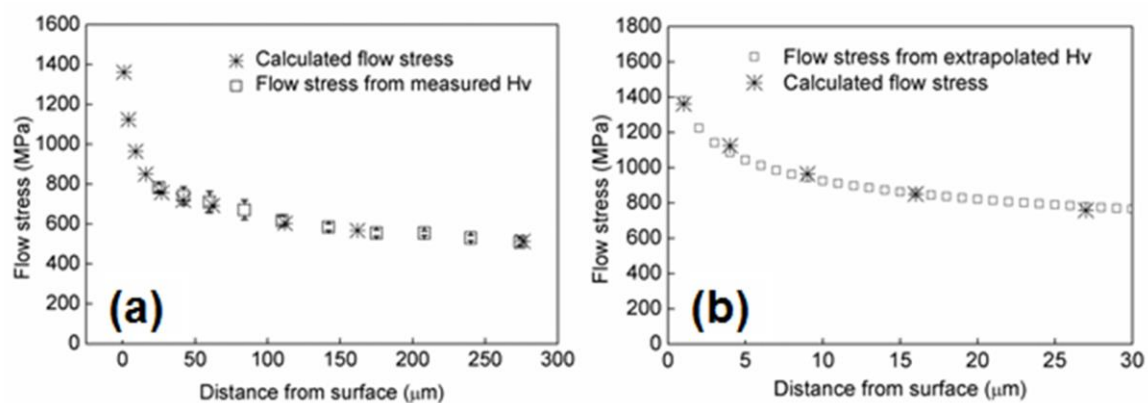 1600
1400
1200
1000
800
600
400
200
0
Flow stress (MPa)
Calculated flow stress
Flow stress from measured Hv
(a)
0 50 100 150 200 250 300
Distance from surface (μm)
1800
1600
1400
1200
1000
800
600
400
200
0
Flow stress (MPa)
Flow stress from extrapolated Hv
Calculated flow stress
(b)
0 5 10 15 20 25 30
Distance from surface (μm)